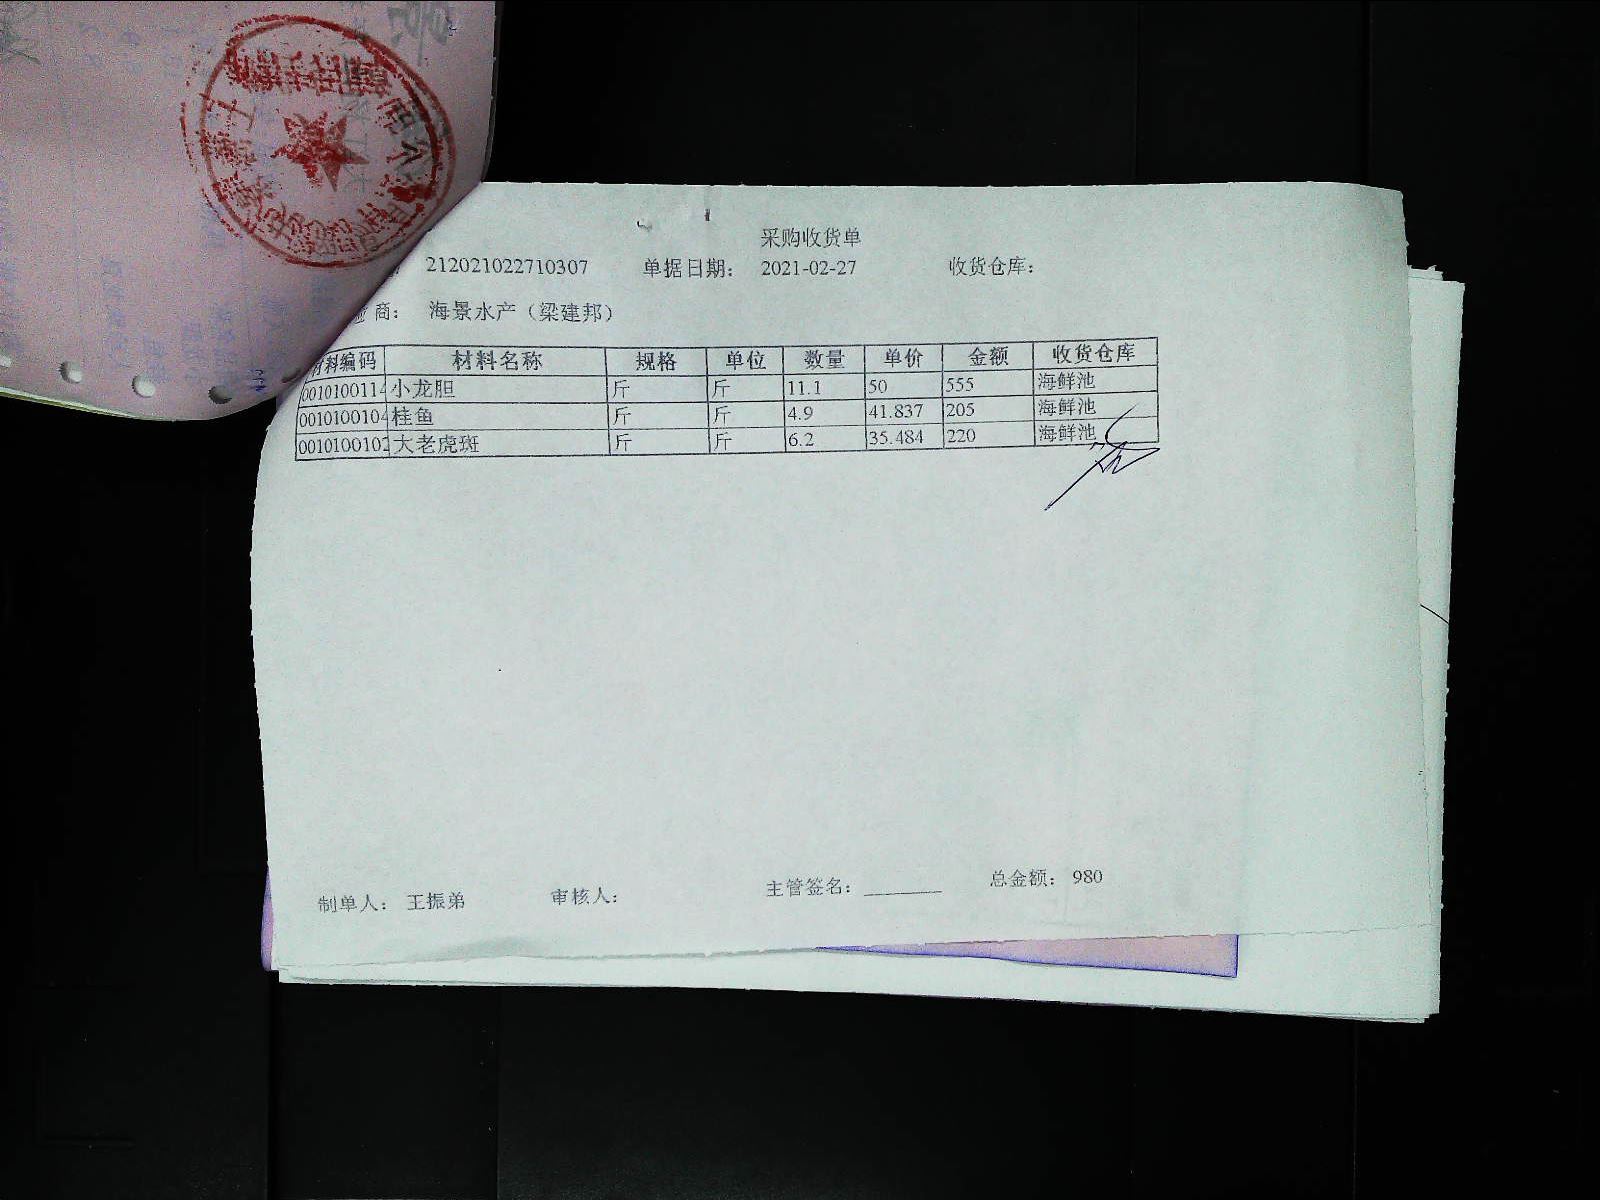 采购收货单
212021022710307 单据日期： 2021-02-27 收货仓库：
商： 海景水产（梁建邦）
材料编码 材料名称 规格 单位 数量 单价 金额 收货仓库
001010011 小龙胆 斤 斤 11.1 50 555 海鲜池
0010100104 桂鱼 斤 斤 4.9 41.837 205 海鲜池
0010100102 大老虎斑 斤 斤 6.2 35.484 220 海鲜池
制单人： 王振弟 审核人： 主管签名： 总金额： 980